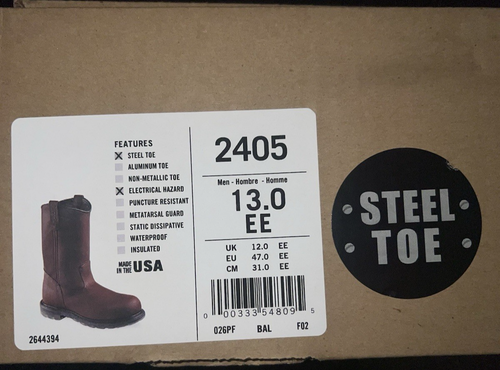 FEATURES
STEEL TOE
ALUMINUM TOE
NON-METALLIC TOE
ELECTRICAL HAZARD
PUNCTURE RESISTANT
METATARSAL GUARD
STATIC DISSIPATIVE
WATERPROOF
INSULATED
MADE IN THE USA
2644394
2405
Men - Hombre - Homme
13.0
EE
UK 12.0 EE
EU 47.0 EE
CM 31.0 EE
0 00333 54809 5
026PF BAL F02
STEEL
TOE